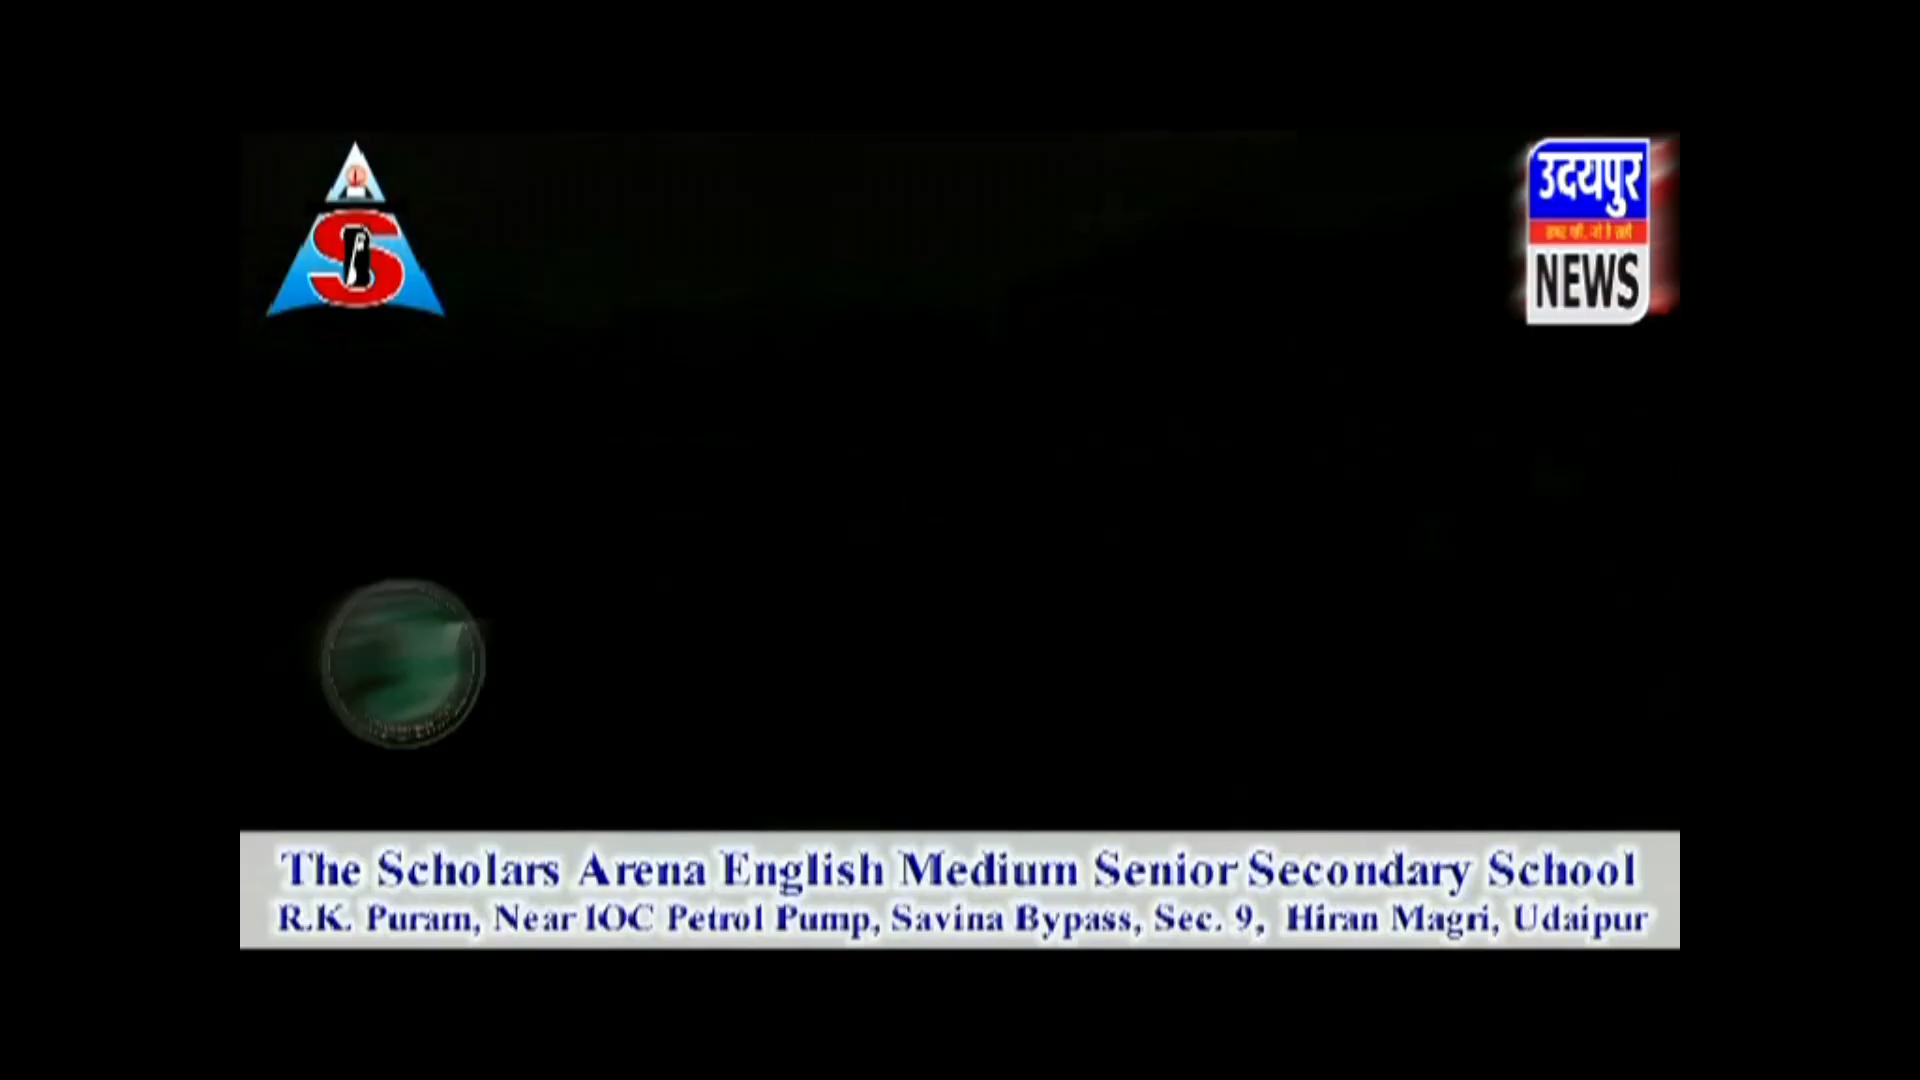 उदयपुर
NEWS
The Scholars Arena English Medium Senior Secondary School
R.K. Puram, Near IOC Petrol Pump, Savina Bypass, Sec. 9, Hiran Magri, Udaipur